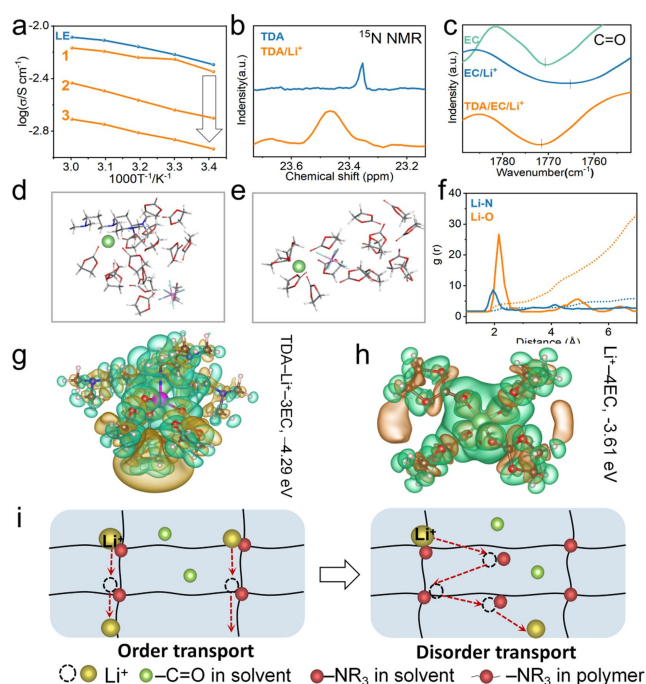 a
-2.0
-2.4
-2.8
log(σ/S cm⁻¹)
LE
1
2
3
3.0 3.1 3.2 3.3 3.4
1000T⁻¹/K⁻¹
b
TDA
TDA/Li⁺
¹⁵N NMR
Indensity(a.u.)
23.6 23.4 23.2
Chemical shift (ppm)
c
EC
C=O
EC/Li⁺
TDA/EC/Li⁺
Indensity (a.u.)
1780 1770 1760
Wavenumber(cm⁻¹)
d
e
f
Li-N
Li-O
40
30
20
10
0
g (r)
2 4 6
Distance (Å)
g
TDA–Li⁺–3EC, –4.29 eV
h
Li⁺–4EC, -3.61 eV
i
Li⁺
Li⁺
Order transport
Disorder transport
Li⁺ –C=O in solvent –NR₃ in solvent –NR₃ in polymer